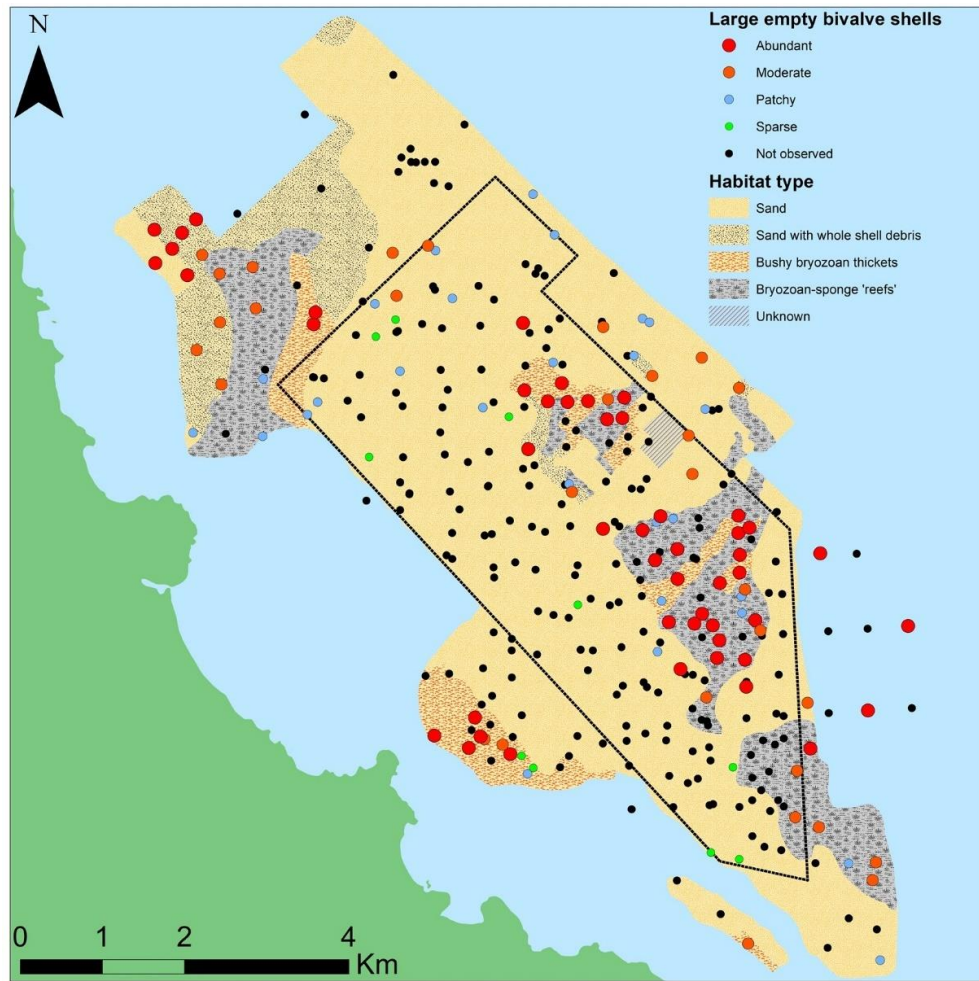 N
Large empty bivalve shells
Abundant
Moderate
Patchy
Sparse
Not observed
Habitat type
Sand
Sand with whole shell debris
Bushy bryozoan thickets
Bryozoan-sponge 'reefs'
Unknown
0 1 2 4
Km